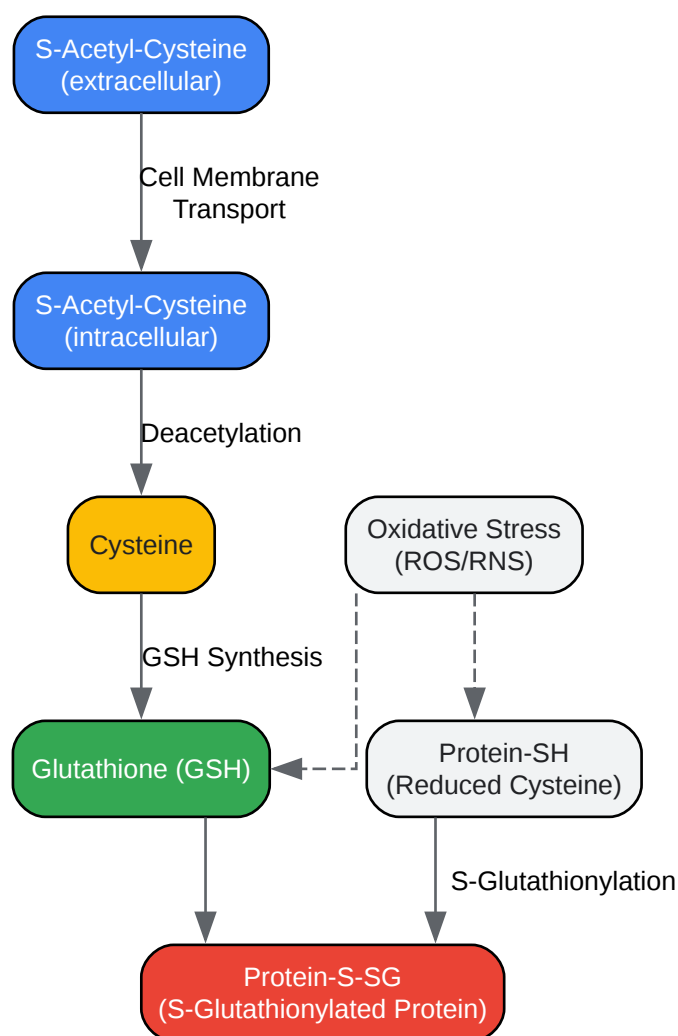 S-Acetyl-Cysteine
(extracellular)
Cell Membrane
Transport
S-Acetyl-Cysteine
(intracellular)
Deacetylation
Cysteine
Oxidative Stress
(ROS/RNS)
GSH Synthesis
Glutathione (GSH)
Protein-SH
(Reduced Cysteine)
S-Glutathionylation
Protein-S-SG
(S-Glutathionylated Protein)